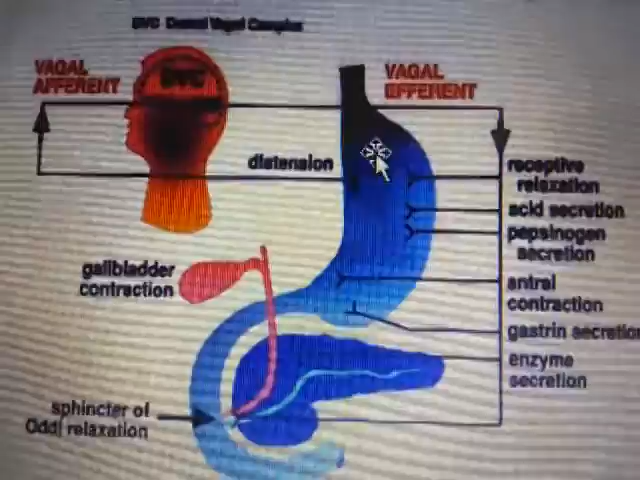 DVC Dorsal Vagal Complex
VAGAL
AFFERENT
DVC
VAGAL
EFFERENT
distension
receptive
relaxation
acid secretion
pepsinogen
secretion
gallbladder
contraction
antral
contraction
gastrin secretion
enzyme
secretion
sphincter of
Oddi relaxation